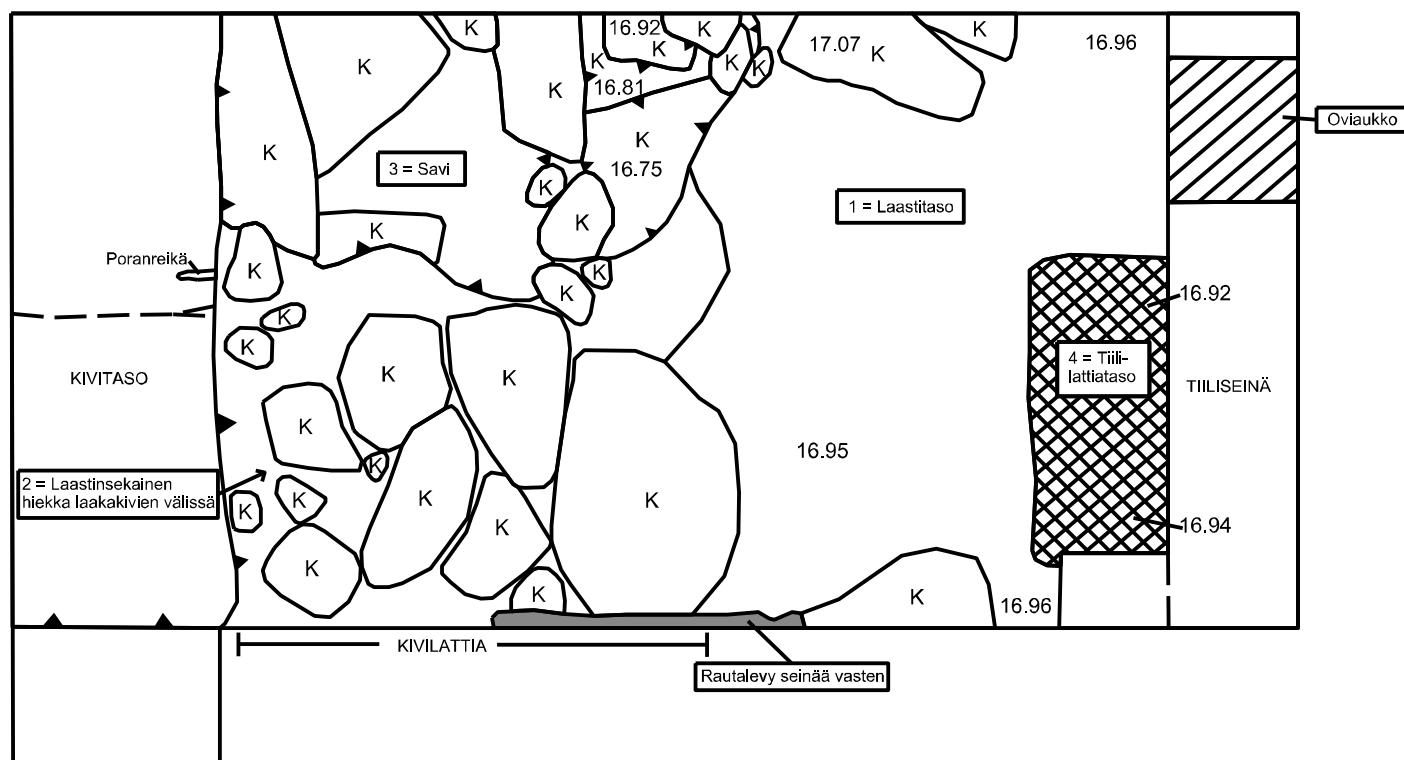 K
K
16.92
K
K
K
K
K
17.07
K
K
16.96
K
K
16.81
Oviaukko
K
K
16.75
3 = Savi
K
K
1 = Laastitaso
K
K
Poranreikä
K
K
K
16.92
K
K
KIVITASO
K
K
4 = Tiili-
lattiataso
TIILISEINÄ
K
16.95
K
2 = Laastinsekainen
hiekka laakakivien välissä
K
K
K
K
K
K
16.94
K
K
16.96
KIVILATTIA
Rautalevy seinää vasten